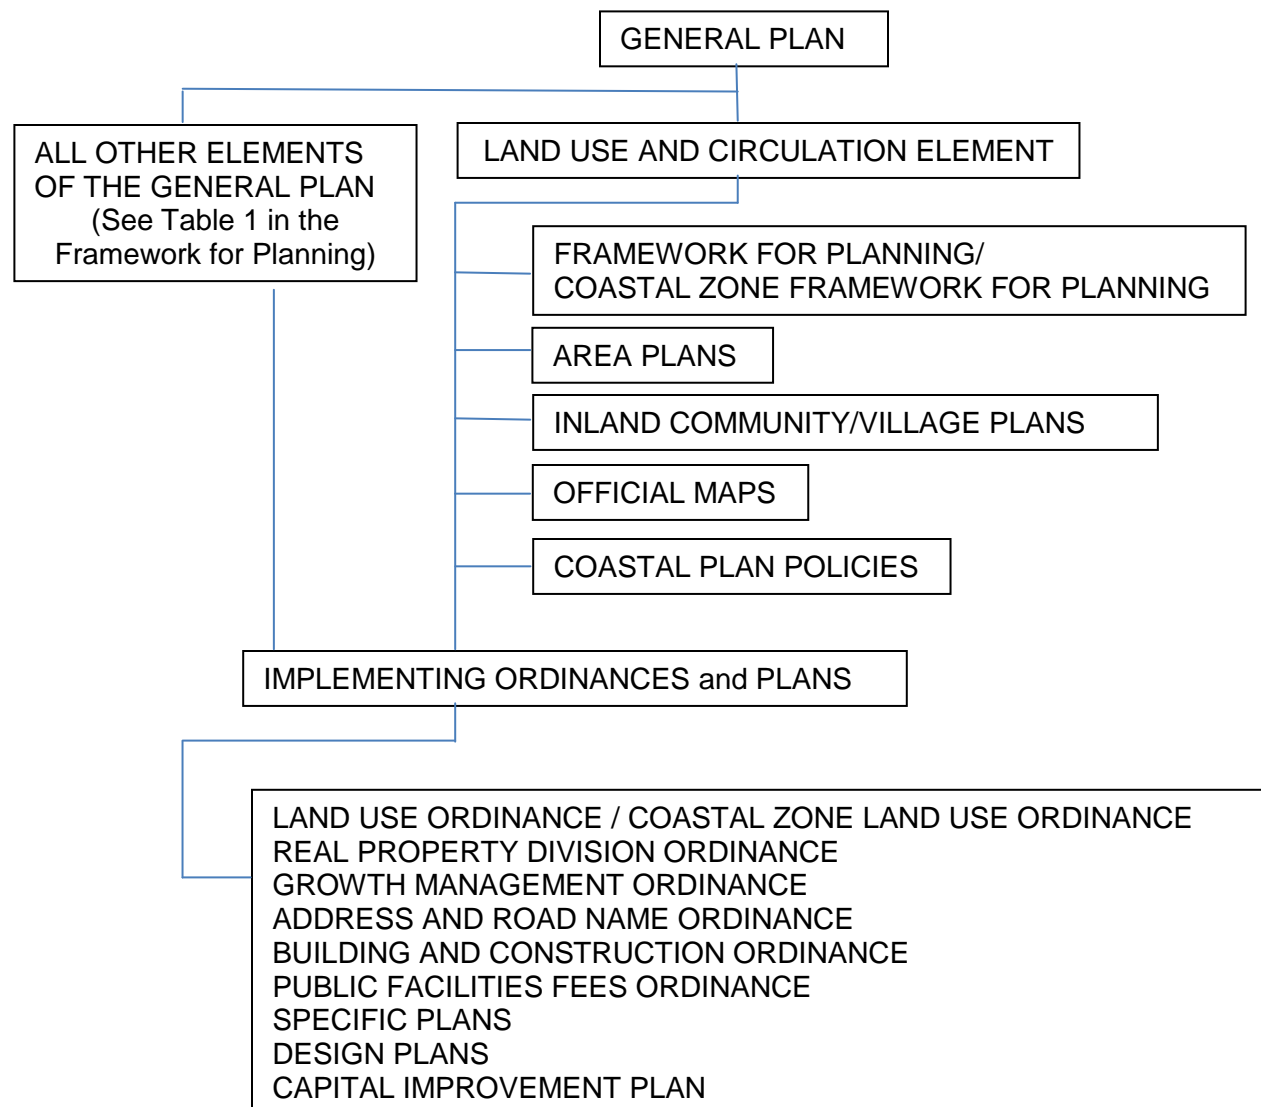 GENERAL PLAN
ALL OTHER ELEMENTS
OF THE GENERAL PLAN
(See Table 1 in the
Framework for Planning)
LAND USE AND CIRCULATION ELEMENT
FRAMEWORK FOR PLANNING/
COASTAL ZONE FRAMEWORK FOR PLANNING
AREA PLANS
INLAND COMMUNITY/VILLAGE PLANS
OFFICIAL MAPS
COASTAL PLAN POLICIES
IMPLEMENTING ORDINANCES and PLANS
LAND USE ORDINANCE / COASTAL ZONE LAND USE ORDINANCE
REAL PROPERTY DIVISION ORDINANCE
GROWTH MANAGEMENT ORDINANCE
ADDRESS AND ROAD NAME ORDINANCE
BUILDING AND CONSTRUCTION ORDINANCE
PUBLIC FACILITIES FEES ORDINANCE
SPECIFIC PLANS
DESIGN PLANS
CAPITAL IMPROVEMENT PLAN